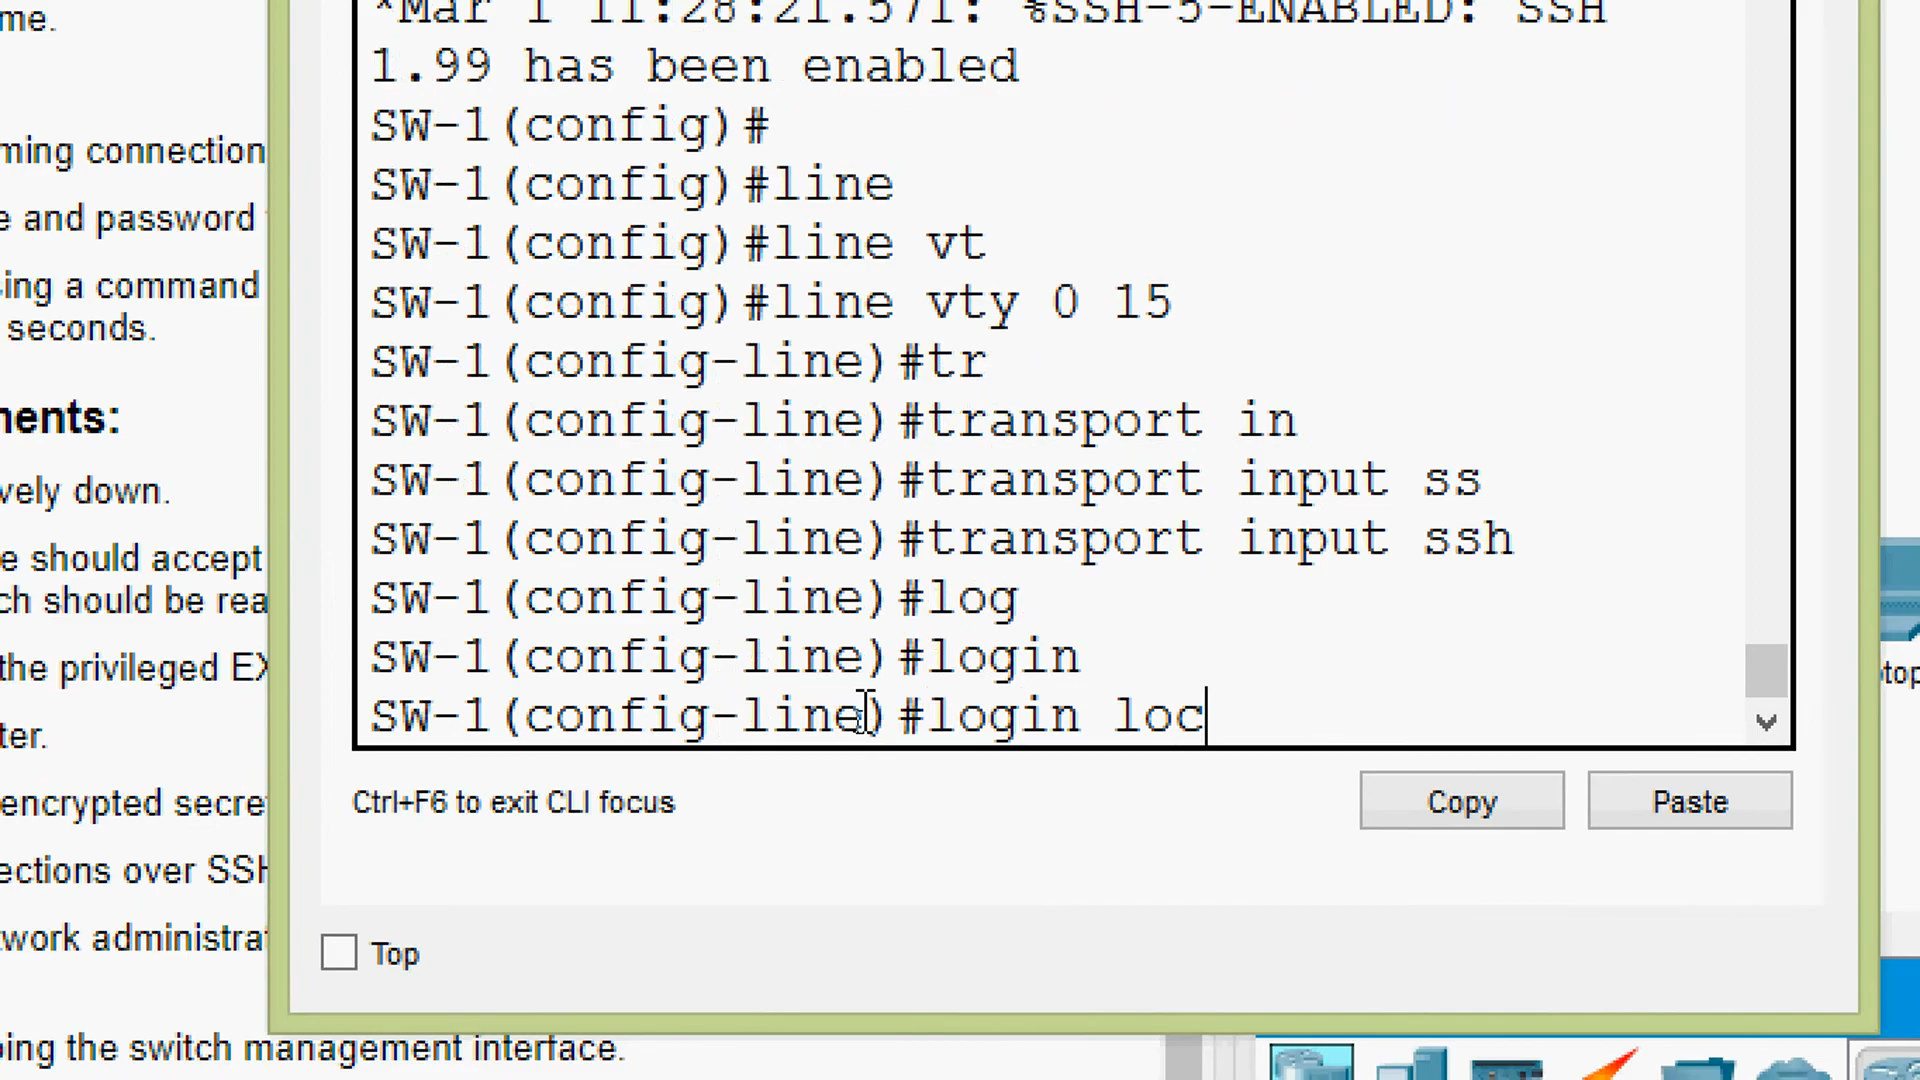 me.
ming connection
e and password
ing a command
seconds.
nents:
vely down.
e should accept
ch should be rea
the privileged EX
ter.
encrypted secre
ections over SSH
twork administrat
ping the switch management interface.
*Mar 1 11:28:21.571: %SSH-5-ENABLED: SSH
1.99 has been enabled
SW-1(config)#
SW-1(config)#line
SW-1(config)#line vt
SW-1(config)#line vty 0 15
SW-1(config-line)#tr
SW-1(config-line)#transport in
SW-1(config-line)#transport input ss
SW-1(config-line)#transport input ssh
SW-1(config-line)#log
SW-1(config-line)#login
SW-1(config-line)#login loc
Ctrl+F6 to exit CLI focus
Copy
Paste
Top
top